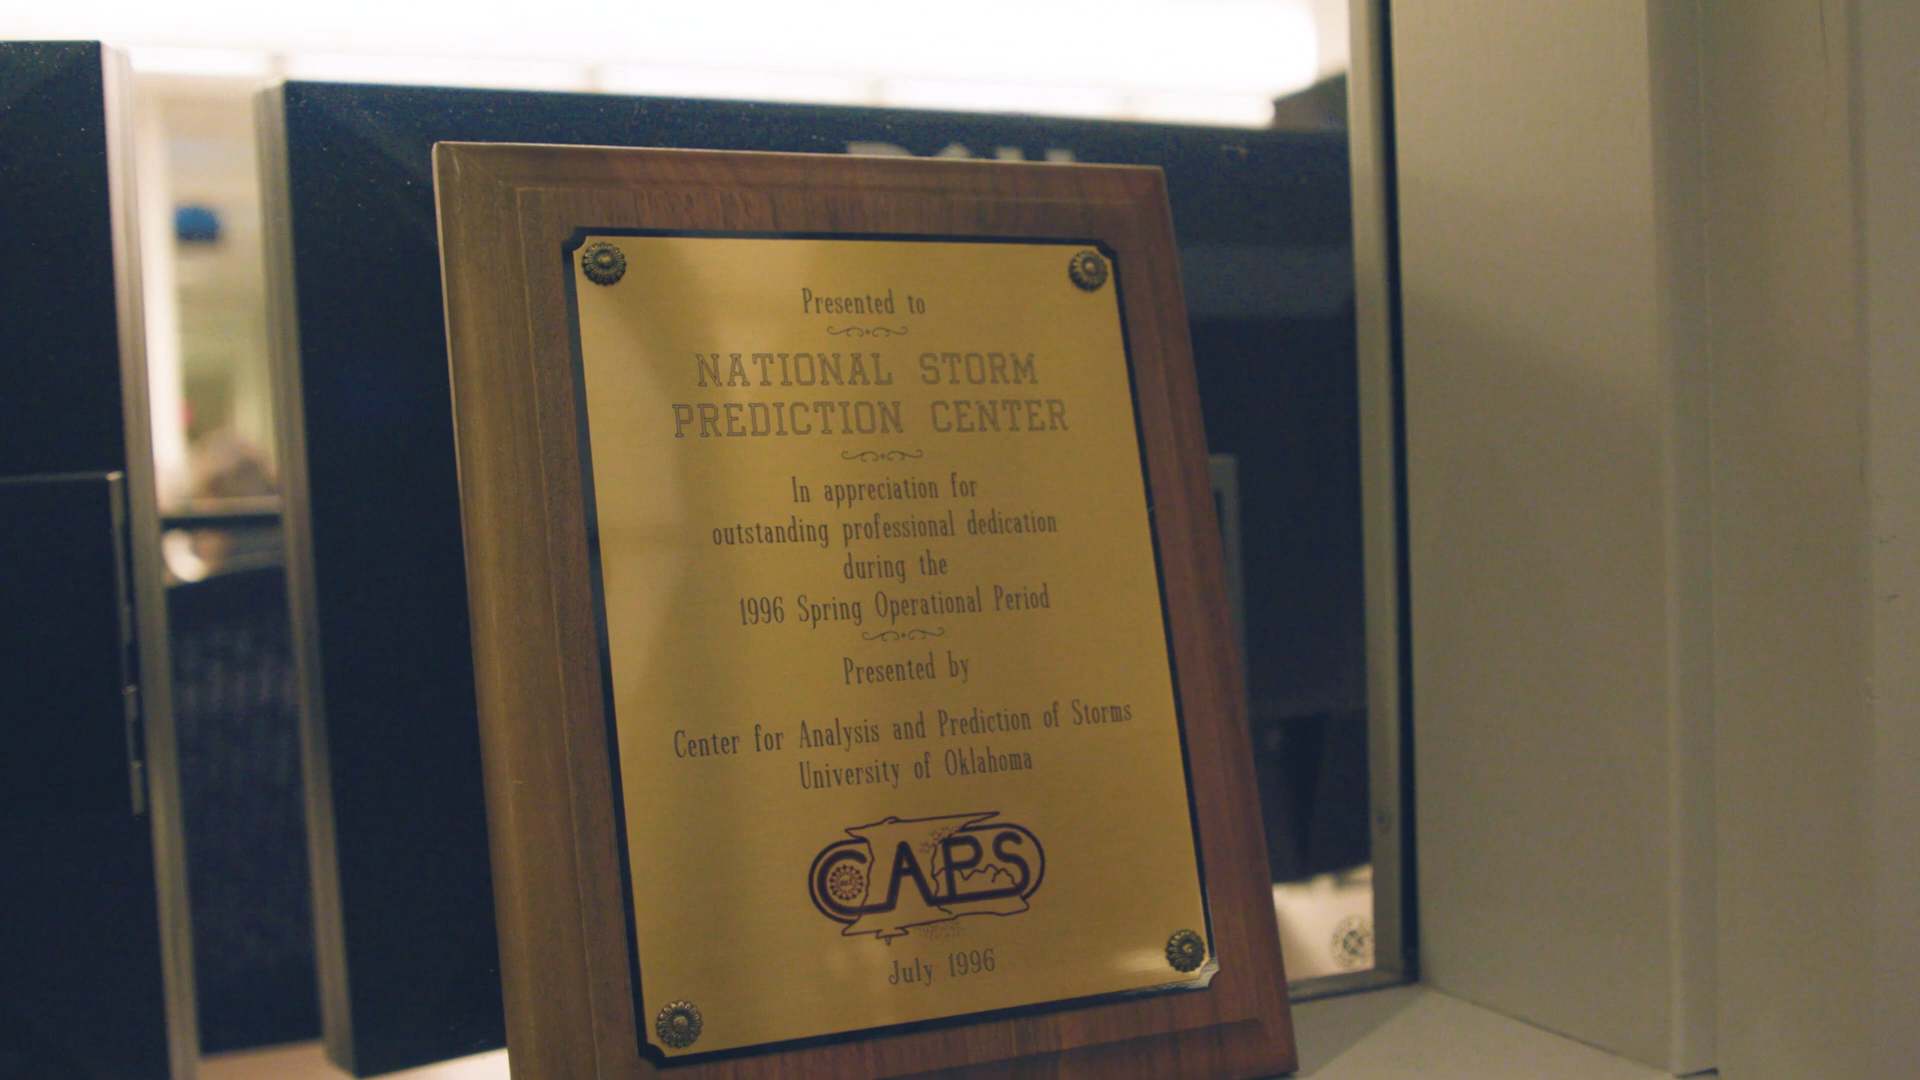 Presented to
NATIONAL STORM
PREDICTION CENTER
In appreciation for
outstanding professional dedication
during the
1996 Spring Operational Period
Presented by
Center for Analysis and Prediction of Storms
University of Oklahoma
CAPS
July 1996